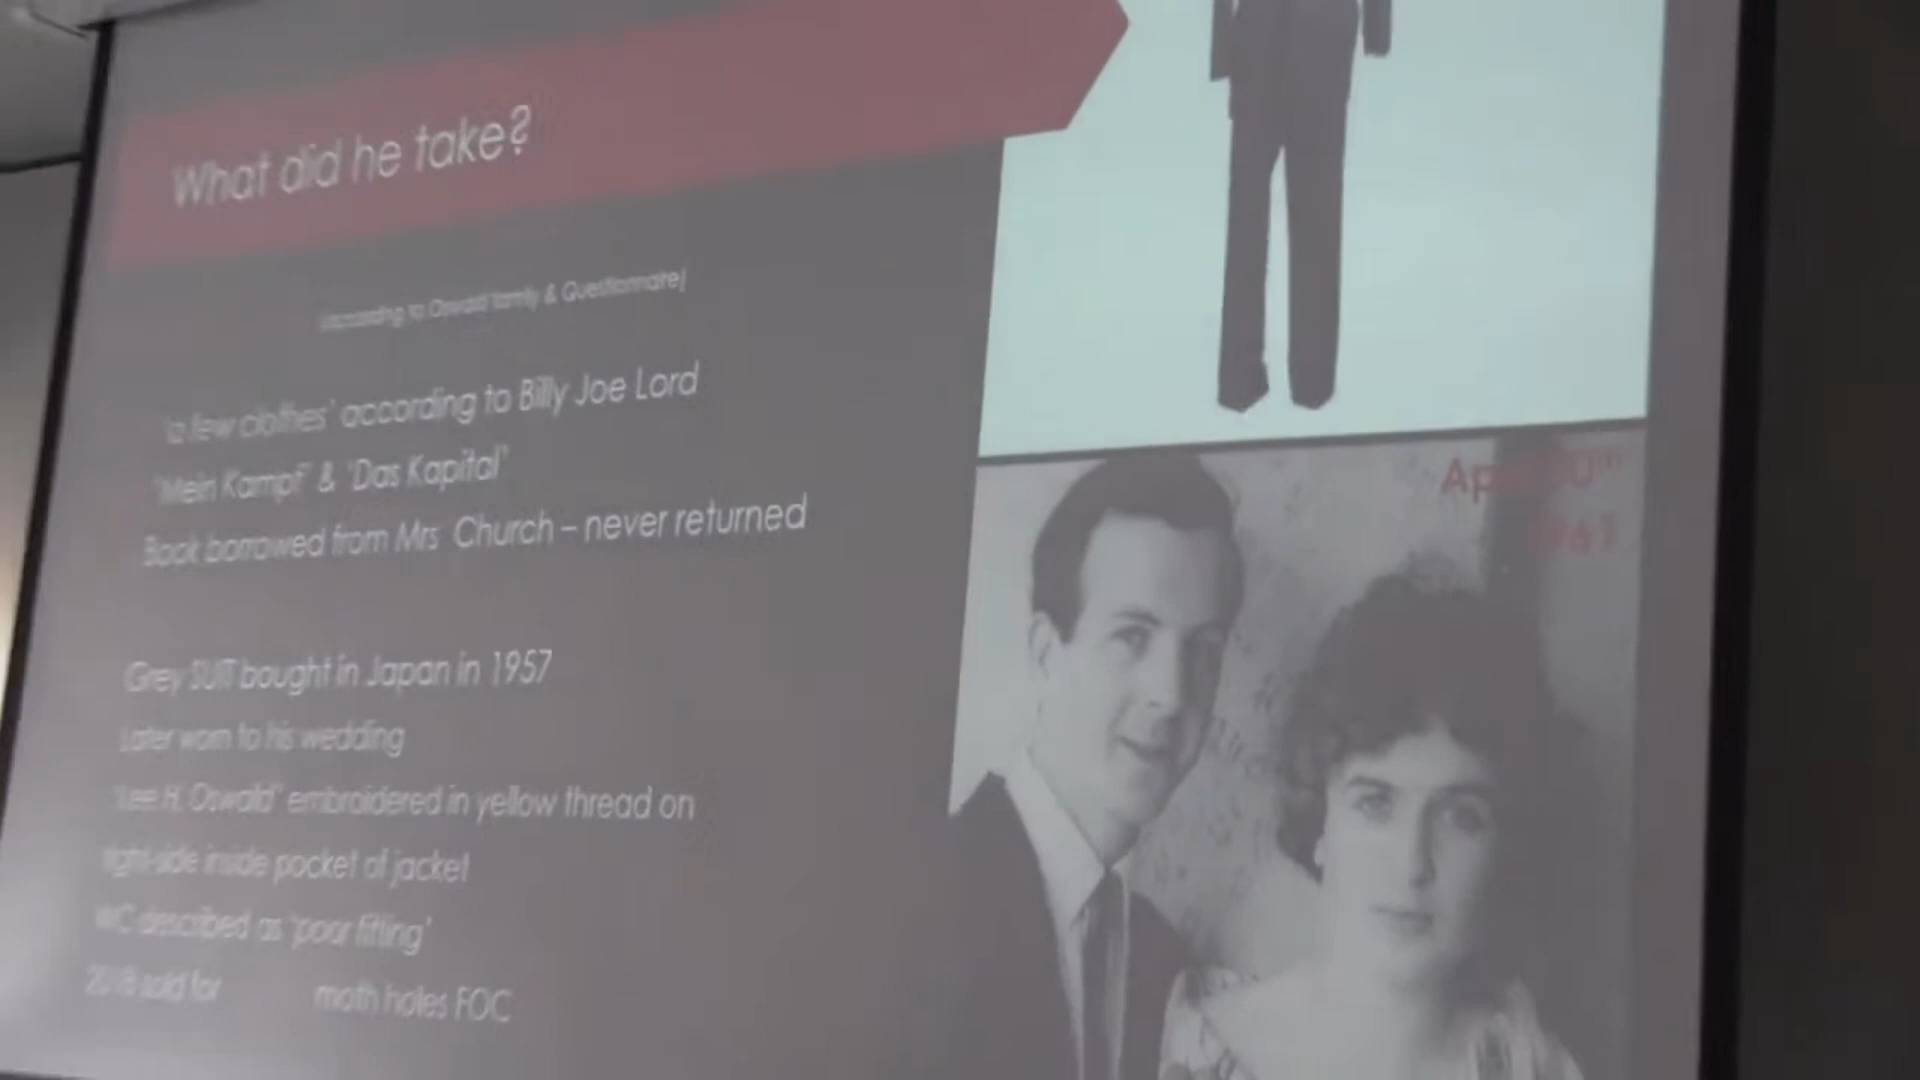 What did he take?
(according to Oswald family & Questionnaire)
'a few clothes' according to Billy Joe Lord
'Mein Kampf' & 'Das Kapital'
Book borrowed from Mrs Church – never returned
Grey SUIT bought in Japan in 1957
Later worn to his wedding
'Lee H. Oswald' embroidered in yellow thread on
right-side inside pocket of jacket
WC described as 'poor fitting'
2018 sold for moth holes FOC
1961